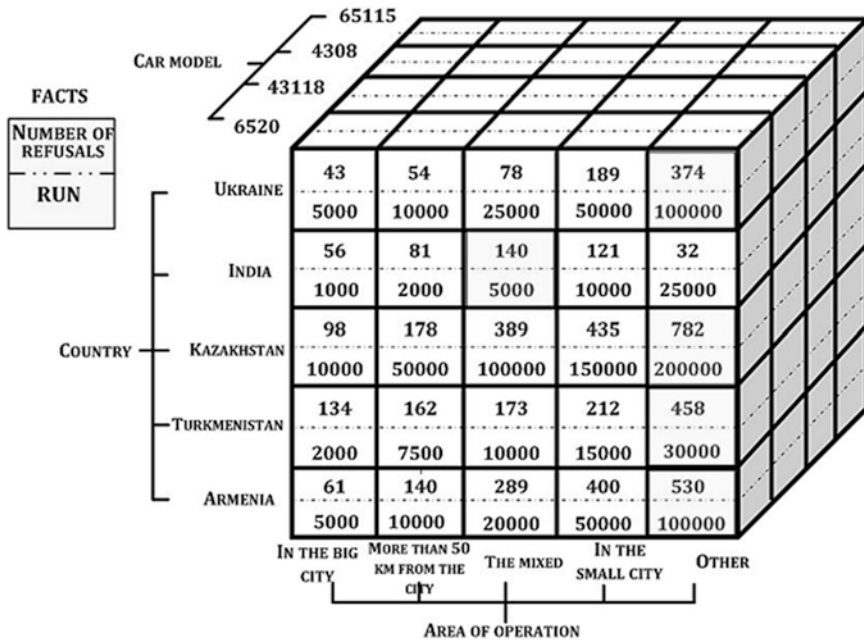 65115
4308
CAR MODEL
43118
6520
FACTS
NUMBER OF
REFUSALS
RUN
UKRAINE
43 54 78 189 374
5000 10000 25000 50000 100000
INDIA
56 81 140 121 32
1000 2000 5000 10000 25000
COUNTRY
KAZAKHSTAN
98 178 389 435 782
10000 50000 100000 150000 200000
TURKMENISTAN
134 162 173 212 458
2000 7500 10000 15000 30000
ARMENIA
61 140 289 400 530
5000 10000 20000 50000 100000
IN THE BIG
CITY
MORE THAN 50
KM FROM THE
CITY
THE MIXED
IN THE
SMALL CITY
OTHER
AREA OF OPERATION